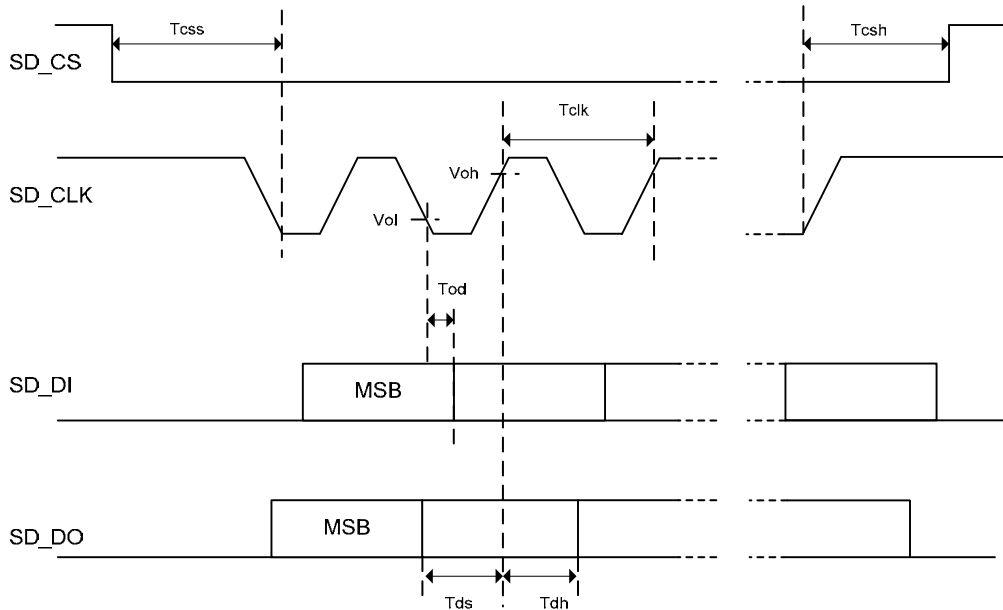 Tcss
Tcsh
SD_CS
Tclk
Voh
SD_CLK
Vol
Tod
SD_DI
MSB
SD_DO
MSB
Tds
Tdh